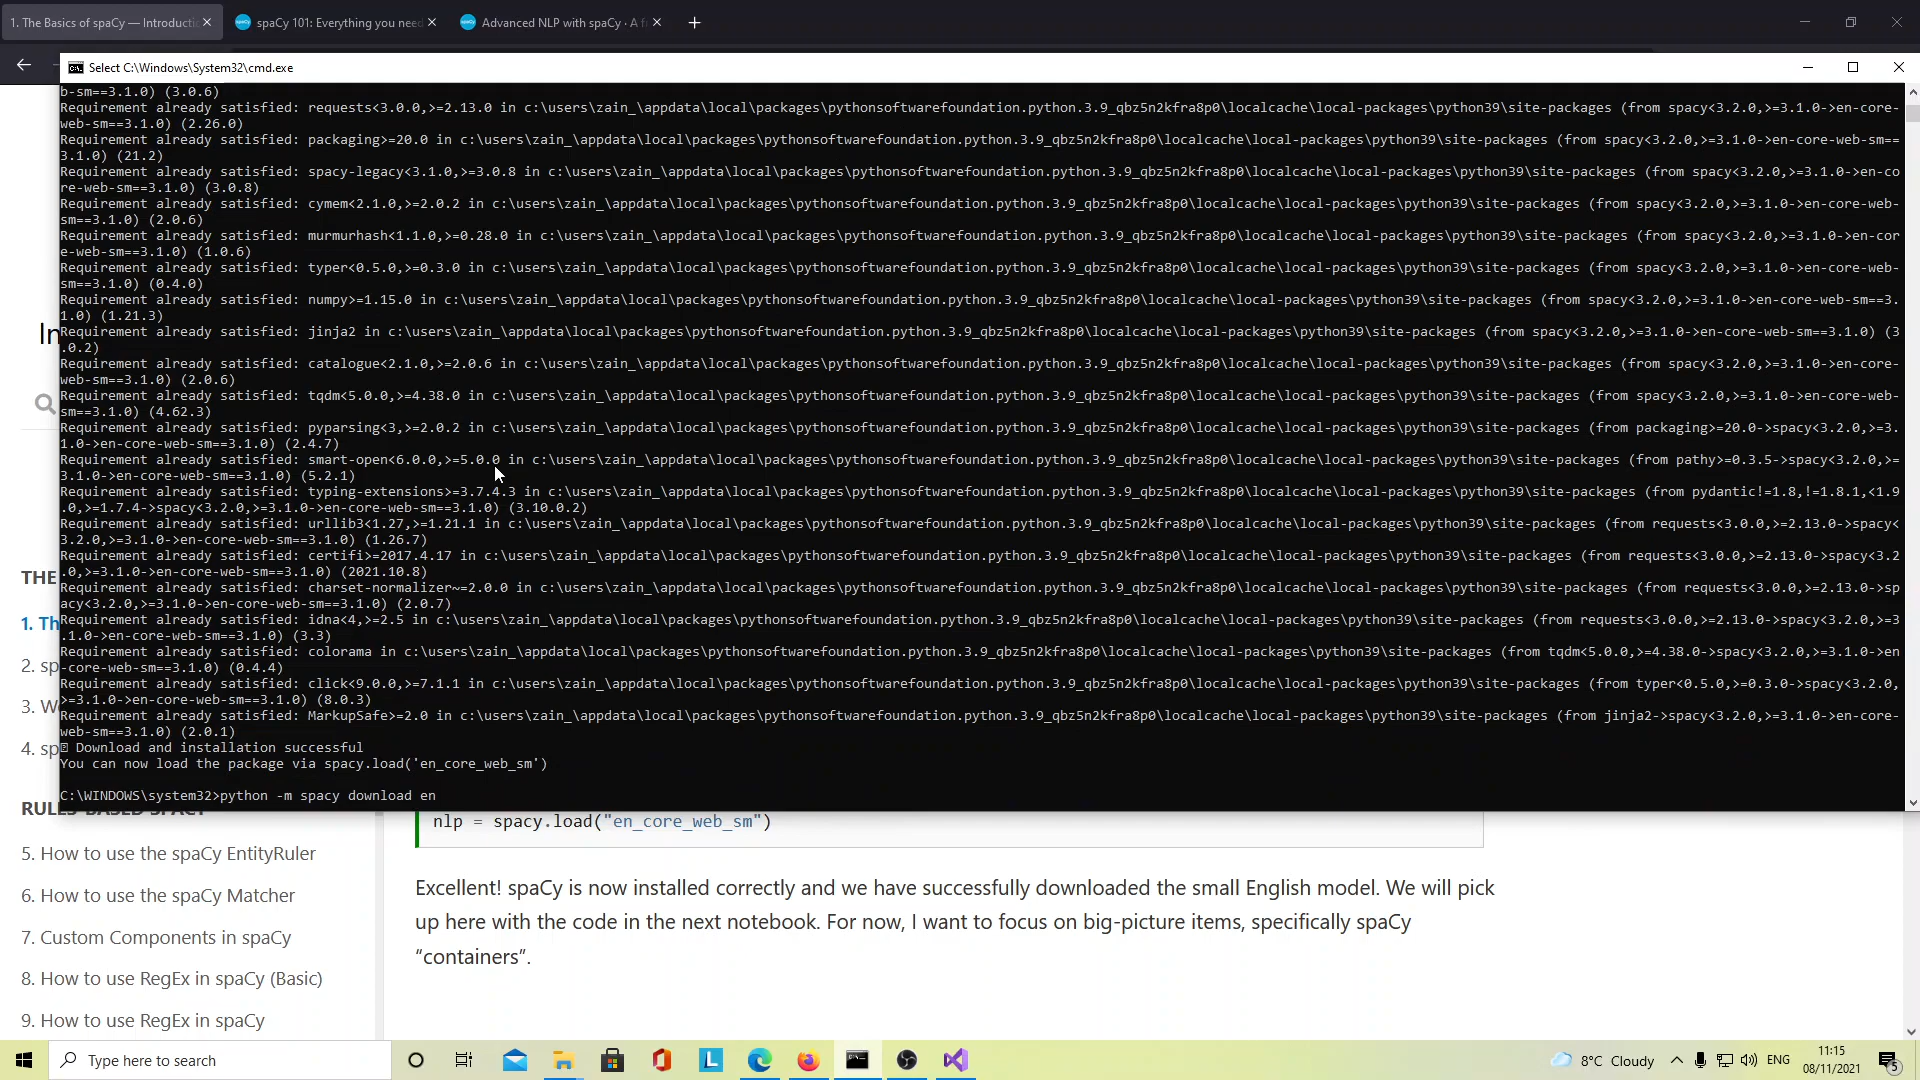 1. The Basics of spaCy — Introductio
spaCy 101: Everything you need
Advanced NLP with spaCy · A f
Select C:\Windows\System32\cmd.exe
b-sm==3.1.0) (3.0.6)
Requirement already satisfied: requests<3.0.0,>=2.13.0 in c:\users\zain_\appdata\local\packages\pythonsoftwarefoundation.python.3.9_qbz5n2kfra8p0\localcache\local-packages\python39\site-packages (from spacy<3.2.0,>=3.1.0->en-core-
web-sm==3.1.0) (2.26.0)
Requirement already satisfied: packaging>=20.0 in c:\users\zain_\appdata\local\packages\pythonsoftwarefoundation.python.3.9_qbz5n2kfra8p0\localcache\local-packages\python39\site-packages (from spacy<3.2.0,>=3.1.0->en-core-web-sm==
3.1.0) (21.2)
Requirement already satisfied: spacy-legacy<3.1.0,>=3.0.8 in c:\users\zain_\appdata\local\packages\pythonsoftwarefoundation.python.3.9_qbz5n2kfra8p0\localcache\local-packages\python39\site-packages (from spacy<3.2.0,>=3.1.0->en-co
re-web-sm==3.1.0) (3.0.8)
Requirement already satisfied: cymem<2.1.0,>=2.0.2 in c:\users\zain_\appdata\local\packages\pythonsoftwarefoundation.python.3.9_qbz5n2kfra8p0\localcache\local-packages\python39\site-packages (from spacy<3.2.0,>=3.1.0->en-core-web-
sm==3.1.0) (2.0.6)
Requirement already satisfied: murmurhash<1.1.0,>=0.28.0 in c:\users\zain_\appdata\local\packages\pythonsoftwarefoundation.python.3.9_qbz5n2kfra8p0\localcache\local-packages\python39\site-packages (from spacy<3.2.0,>=3.1.0->en-cor
e-web-sm==3.1.0) (1.0.6)
Requirement already satisfied: typer<0.5.0,>=0.3.0 in c:\users\zain_\appdata\local\packages\pythonsoftwarefoundation.python.3.9_qbz5n2kfra8p0\localcache\local-packages\python39\site-packages (from spacy<3.2.0,>=3.1.0->en-core-web-
sm==3.1.0) (0.4.0)
Requirement already satisfied: numpy>=1.15.0 in c:\users\zain_\appdata\local\packages\pythonsoftwarefoundation.python.3.9_qbz5n2kfra8p0\localcache\local-packages\python39\site-packages (from spacy<3.2.0,>=3.1.0->en-core-web-sm==3.
1.0) (1.21.3)
Requirement already satisfied: jinja2 in c:\users\zain_\appdata\local\packages\pythonsoftwarefoundation.python.3.9_qbz5n2kfra8p0\localcache\local-packages\python39\site-packages (from spacy<3.2.0,>=3.1.0->en-core-web-sm==3.1.0) (3
.0.2)
Requirement already satisfied: catalogue<2.1.0,>=2.0.6 in c:\users\zain_\appdata\local\packages\pythonsoftwarefoundation.python.3.9_qbz5n2kfra8p0\localcache\local-packages\python39\site-packages (from spacy<3.2.0,>=3.1.0->en-core-
web-sm==3.1.0) (2.0.6)
Requirement already satisfied: tqdm<5.0.0,>=4.38.0 in c:\users\zain_\appdata\local\packages\pythonsoftwarefoundation.python.3.9_qbz5n2kfra8p0\localcache\local-packages\python39\site-packages (from spacy<3.2.0,>=3.1.0->en-core-web-
sm==3.1.0) (4.62.3)
Requirement already satisfied: pyparsing<3,>=2.0.2 in c:\users\zain_\appdata\local\packages\pythonsoftwarefoundation.python.3.9_qbz5n2kfra8p0\localcache\local-packages\python39\site-packages (from packaging>=20.0->spacy<3.2.0,>=3.
1.0->en-core-web-sm==3.1.0) (2.4.7)
Requirement already satisfied: smart-open<6.0.0,>=5.0.0 in c:\users\zain_\appdata\local\packages\pythonsoftwarefoundation.python.3.9_qbz5n2kfra8p0\localcache\local-packages\python39\site-packages (from pathy>=0.3.5->spacy<3.2.0,>=
3.1.0->en-core-web-sm==3.1.0) (5.2.1)
Requirement already satisfied: typing-extensions>=3.7.4.3 in c:\users\zain_\appdata\local\packages\pythonsoftwarefoundation.python.3.9_qbz5n2kfra8p0\localcache\local-packages\python39\site-packages (from pydantic!=1.8,!=1.8.1,<1.9
.0,>=1.7.4->spacy<3.2.0,>=3.1.0->en-core-web-sm==3.1.0) (3.10.0.2)
Requirement already satisfied: urllib3<1.27,>=1.21.1 in c:\users\zain_\appdata\local\packages\pythonsoftwarefoundation.python.3.9_qbz5n2kfra8p0\localcache\local-packages\python39\site-packages (from requests<3.0.0,>=2.13.0->spacy<
3.2.0,>=3.1.0->en-core-web-sm==3.1.0) (1.26.7)
Requirement already satisfied: certifi>=2017.4.17 in c:\users\zain_\appdata\local\packages\pythonsoftwarefoundation.python.3.9_qbz5n2kfra8p0\localcache\local-packages\python39\site-packages (from requests<3.0.0,>=2.13.0->spacy<3.2
.0,>=3.1.0->en-core-web-sm==3.1.0) (2021.10.8)
Requirement already satisfied: charset-normalizer~=2.0.0 in c:\users\zain_\appdata\local\packages\pythonsoftwarefoundation.python.3.9_qbz5n2kfra8p0\localcache\local-packages\python39\site-packages (from requests<3.0.0,>=2.13.0->sp
acy<3.2.0,>=3.1.0->en-core-web-sm==3.1.0) (2.0.7)
Requirement already satisfied: idna<4,>=2.5 in c:\users\zain_\appdata\local\packages\pythonsoftwarefoundation.python.3.9_qbz5n2kfra8p0\localcache\local-packages\python39\site-packages (from requests<3.0.0,>=2.13.0->spacy<3.2.0,>=3
.1.0->en-core-web-sm==3.1.0) (3.3)
Requirement already satisfied: colorama in c:\users\zain_\appdata\local\packages\pythonsoftwarefoundation.python.3.9_qbz5n2kfra8p0\localcache\local-packages\python39\site-packages (from tqdm<5.0.0,>=4.38.0->spacy<3.2.0,>=3.1.0->en
-core-web-sm==3.1.0) (0.4.4)
Requirement already satisfied: click<9.0.0,>=7.1.1 in c:\users\zain_\appdata\local\packages\pythonsoftwarefoundation.python.3.9_qbz5n2kfra8p0\localcache\local-packages\python39\site-packages (from typer<0.5.0,>=0.3.0->spacy<3.2.0,
>=3.1.0->en-core-web-sm==3.1.0) (8.0.3)
Requirement already satisfied: MarkupSafe>=2.0 in c:\users\zain_\appdata\local\packages\pythonsoftwarefoundation.python.3.9_qbz5n2kfra8p0\localcache\local-packages\python39\site-packages (from jinja2->spacy<3.2.0,>=3.1.0->en-core-
web-sm==3.1.0) (2.0.1)
Download and installation successful
You can now load the package via spacy.load('en_core_web_sm')
C:\WINDOWS\system32>python -m spacy download en
In
THE
1. Th
2. sp
3. W
4. sp
RULES-BASED SPACY
5. How to use the spaCy EntityRuler
6. How to use the spaCy Matcher
7. Custom Components in spaCy
8. How to use RegEx in spaCy (Basic)
9. How to use RegEx in spaCy
nlp = spacy.load("en_core_web_sm")
Excellent! spaCy is now installed correctly and we have successfully downloaded the small English model. We will pick
up here with the code in the next notebook. For now, I want to focus on big-picture items, specifically spaCy
“containers”.
Type here to search
8°C Cloudy
ENG
11:15
08/11/2021
5